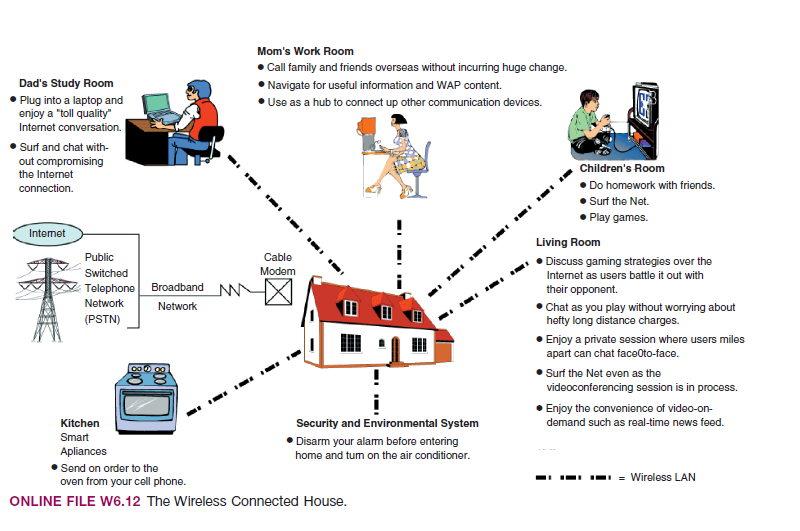 Mom's Work Room
● Call family and friends overseas without incurring huge change.
● Navigate for useful information and WAP content.
● Use as a hub to connect up other communication devices.
Dad's Study Room
● Plug into a laptop and
enjoy a "toll quality"
Internet conversation.
● Surf and chat with-
out compromising
the Internet
connection.
Children's Room
● Do homework with friends.
● Surf the Net.
● Play games.
Internet
Public
Switched
Telephone
Network
(PSTN)
Broadband
Network
Cable
Modem
Living Room
● Discuss gaming strategies over the
Internet as users battle it out with
their opponent.
● Chat as you play without worrying about
hefty long distance charges.
● Enjoy a private session where users miles
apart can chat face0to-face.
● Surf the Net even as the
videoconferencing session is in process.
● Enjoy the convenience of video-on-
demand such as real-time news feed.
Kitchen
Smart
Apliances
● Send on order to the
oven from your cell phone.
Security and Environmental System
● Disarm your alarm before entering
home and turn on the air conditioner.
= Wireless LAN
ONLINE FILE W6.12 The Wireless Connected House.